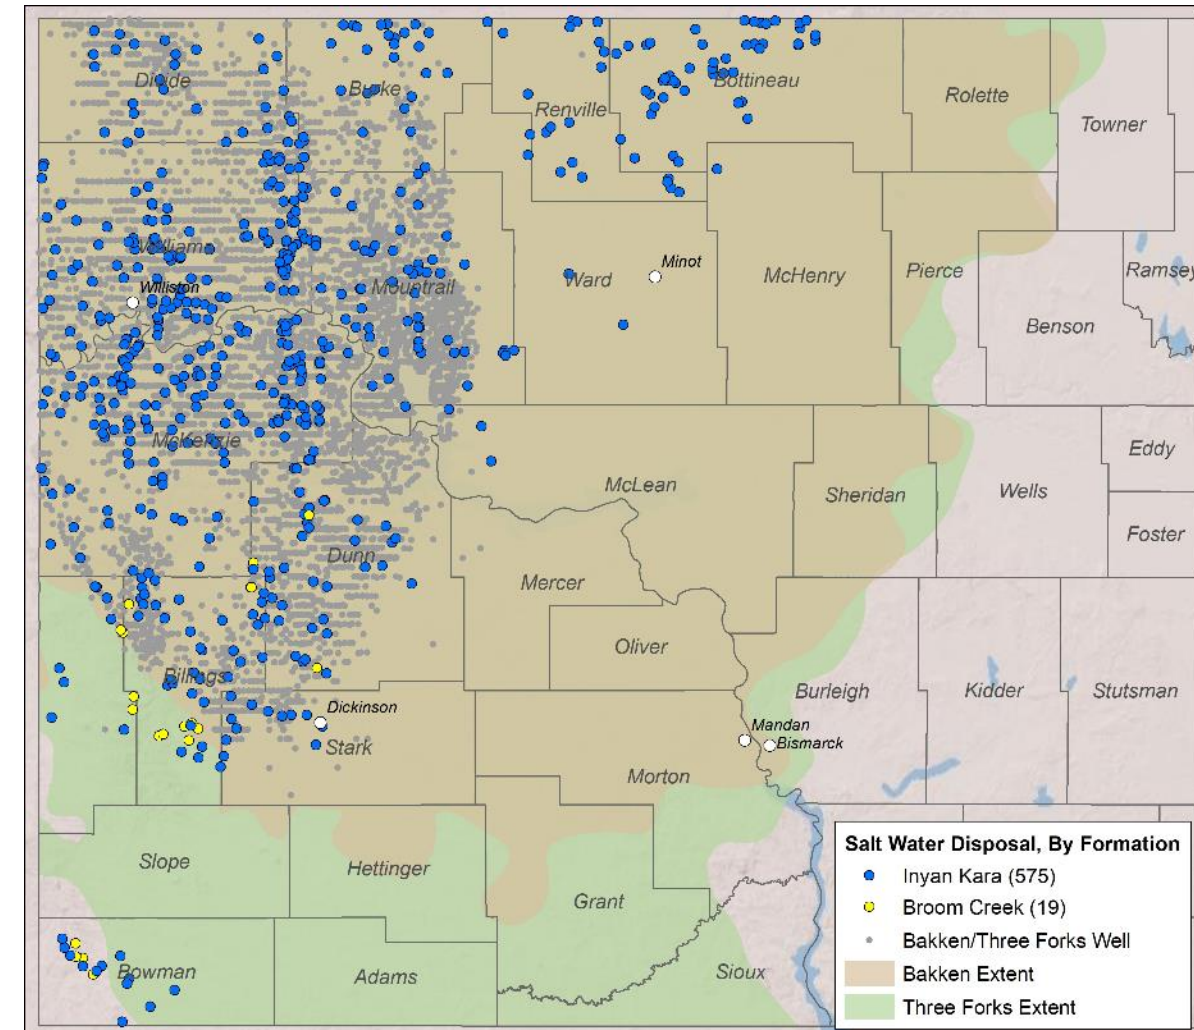 Divide
Burke
Renville
Bottineau
Rolette
Towner
Williams
Williston
Mountrail
Ward
Minot
McHenry
Pierce
Ramsey
Benson
McKenzie
McLean
Sheridan
Wells
Eddy
Foster
Dunn
Mercer
Oliver
Billings
Dickinson
Stark
Burleigh
Kidder
Stutsman
Mandan
Bismarck
Morton
Slope
Hettinger
Grant
Bowman
Adams
Sioux
Salt Water Disposal, By Formation
Inyan Kara (575)
Broom Creek (19)
Bakken/Three Forks Well
Bakken Extent
Three Forks Extent